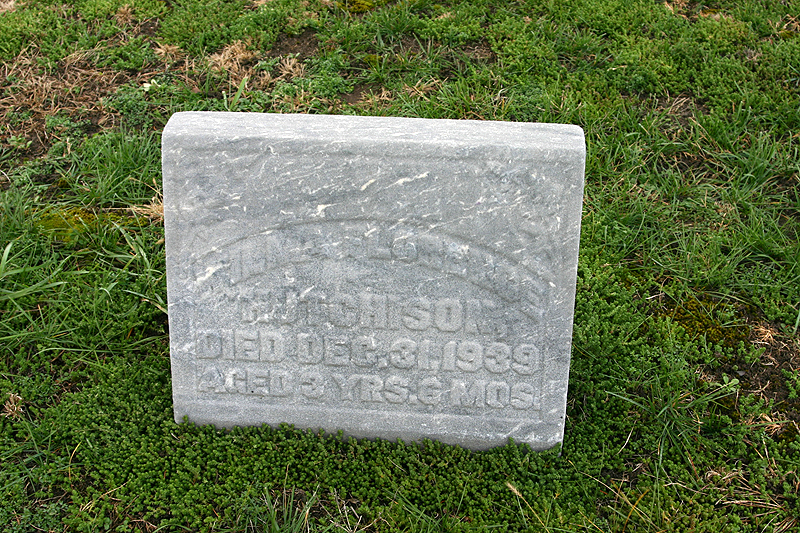 HUTCHISON,
DIED DEC. 31, 1939
AGED 3 YRS. 6 MOS.